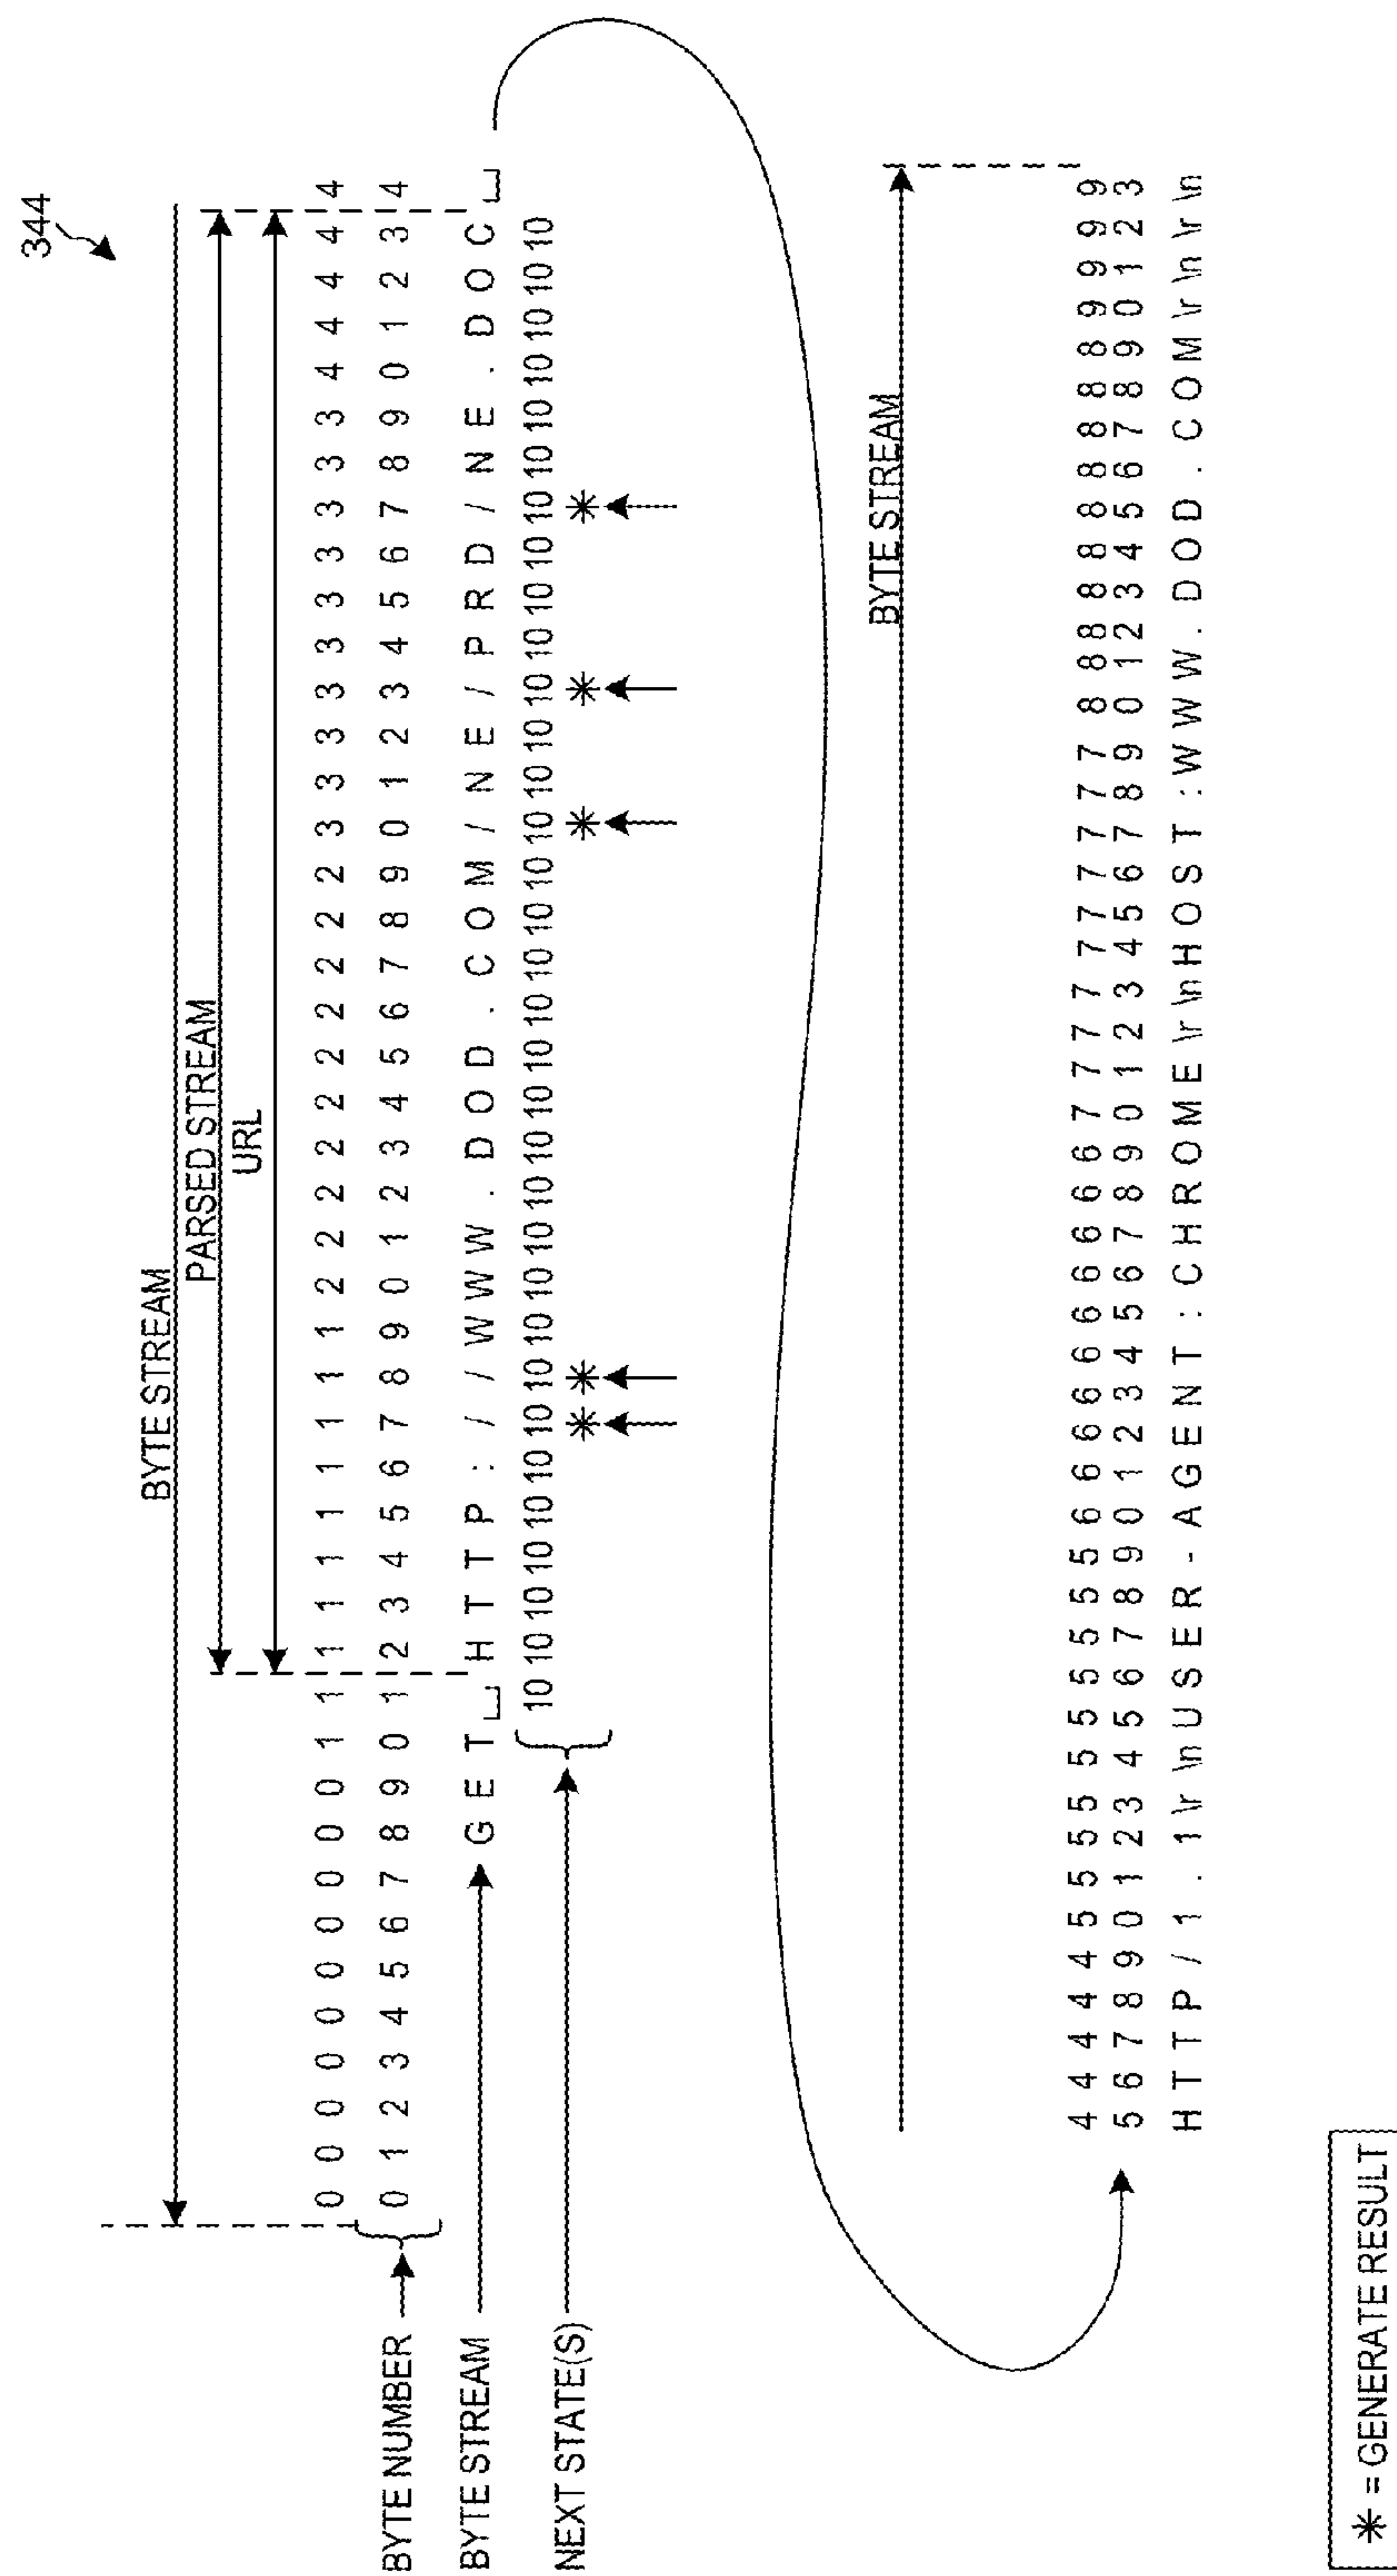 344
BYTE STREAM
PARSED STREAM
URL
0 0 0 0 0 0 0 0 0 0 1 1 1 1 1 1 1 1 1 1 2 2 2 2 2 2 2 2 2 2 3 3 3 3 3 3 3 3 3 3 4 4 4 4 4
BYTE NUMBER 0 1 2 3 4 5 6 7 8 9 0 1 2 3 4 5 6 7 8 9 0 1 2 3 4 5 6 7 8 9 0 1 2 3 4 5 6 7 8 9 0 1 2 3 4
BYTE STREAM G E T ␣ H T T P : / / W W W . D O D . C O M / N E / P R D / N E . D O C ␣
NEXT STATE(S) 10 10 10 10 10 10 10 10 10 10 10 10 10 10 10 10 10 10 10 10 10 10 10 10 10 10 10 10 10 10 10 10 10
* * * * *
BYTE STREAM
4 4 4 4 4 5 5 5 5 5 5 5 5 5 5 6 6 6 6 6 6 6 6 6 6 7 7 7 7 7 7 7 7 7 7 8 8 8 8 8 8 8 8 8 8 9 9 9 9
5 6 7 8 9 0 1 2 3 4 5 6 7 8 9 0 1 2 3 4 5 6 7 8 9 0 1 2 3 4 5 6 7 8 9 0 1 2 3 4 5 6 7 8 9 0 1 2 3
H T T P / 1 . 1 \r \n U S E R - A G E N T : C H R O M E \r \n H O S T : W W W . D O D . C O M \r \n \r \n
* = GENERATE RESULT